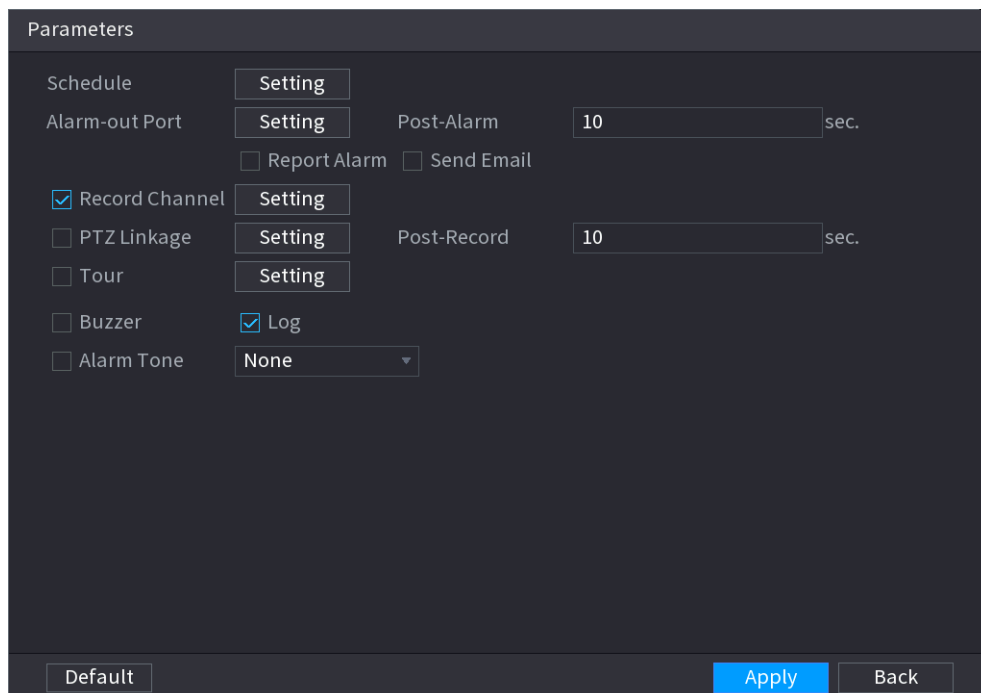 Parameters
Schedule Setting
Alarm-out Port Setting Post-Alarm 10 sec.
Report Alarm Send Email
Record Channel Setting
PTZ Linkage Setting Post-Record 10 sec.
Tour Setting
Buzzer Log
Alarm Tone None
Default Apply Back